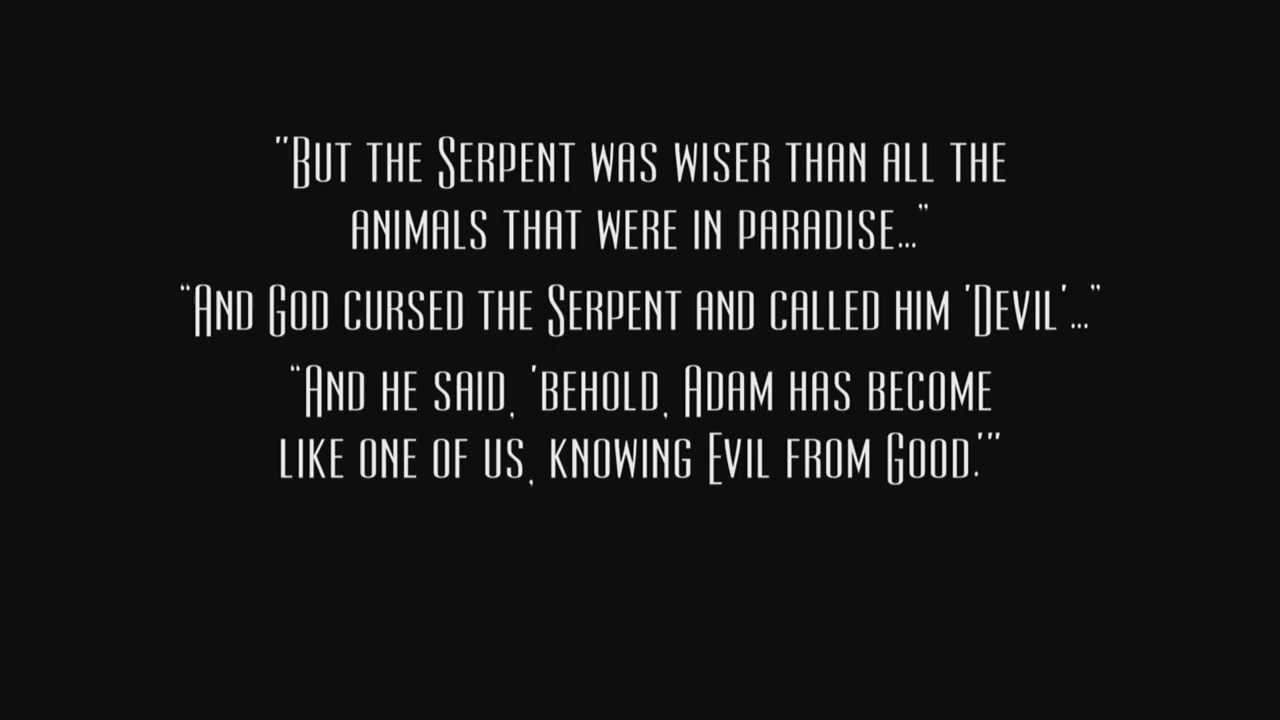 "But the Serpent was wiser than all the
animals that were in paradise..."
"And God cursed the Serpent and called him 'Devil'..."
"And he said, 'behold, Adam has become
like one of us, knowing Evil from Good.'"